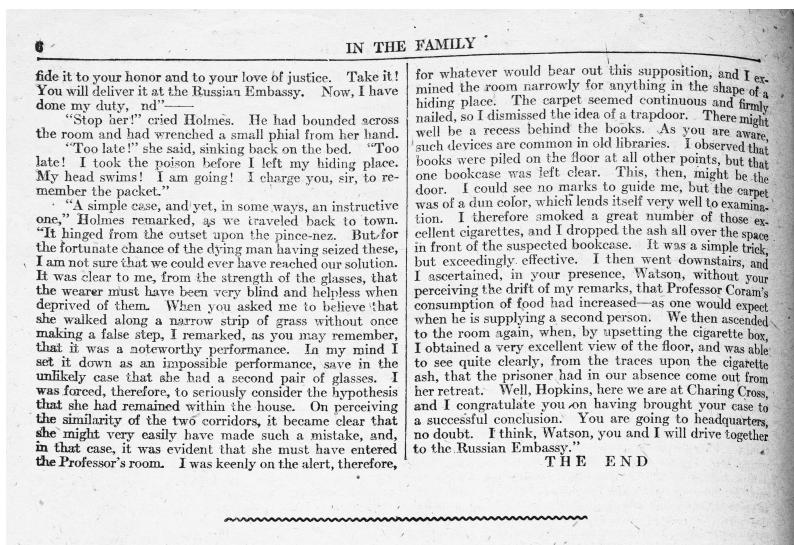 6
IN THE FAMILY
fide it to your honor and to your love of justice. Take it!
You will deliver it at the Russian Embassy. Now, I have
done my duty, nd"——
"Stop her!" cried Holmes. He had bounded across
the room and had wrenched a small phial from her hand.
"Too late!" she said, sinking back on the bed. "Too
late! I took the poison before I left my hiding place.
My head swims! I am going! I charge you, sir, to re-
member the packet."
"A simple case, and yet, in some ways, an instructive
one," Holmes remarked, as we traveled back to town.
"It hinged from the outset upon the pince-nez. But for
the fortunate chance of the dying man having seized these,
I am not sure that we could ever have reached our solution.
It was clear to me, from the strength of the glasses, that
the wearer must have been very blind and helpless when
deprived of them. When you asked me to believe that
she walked along a narrow strip of grass without once
making a false step, I remarked, as you may remember,
that it was a noteworthy performance. In my mind I
set it down as an impossible performance, save in the
unlikely case that she had a second pair of glasses. I
was forced, therefore, to seriously consider the hypothesis
that she had remained within the house. On perceiving
the similarity of the two corridors, it became clear that
she might very easily have made such a mistake, and,
in that case, it was evident that she must have entered
the Professor's room. I was keenly on the alert, therefore,
for whatever would bear out this supposition, and I ex-
mined the room narrowly for anything in the shape of a
hiding place. The carpet seemed continuous and firmly
nailed, so I dismissed the idea of a trapdoor. There might
well be a recess behind the books. As you are aware,
such devices are common in old libraries. I observed that
books were piled on the floor at all other points, but that
one bookcase was left clear. This, then, might be the
door. I could see no marks to guide me, but the carpet
was of a dun color, which lends itself very well to examina-
tion. I therefore smoked a great number of those ex-
cellent cigarettes, and I dropped the ash all over the space
in front of the suspected bookcase. It was a simple trick,
but exceedingly effective. I then went downstairs, and
I ascertained, in your presence, Watson, without your
perceiving the drift of my remarks, that Professor Coram's
consumption of food had increased—as one would expect
when he is supplying a second person. We then ascended
to the room again, when, by upsetting the cigarette box,
I obtained a very excellent view of the floor, and was able
to see quite clearly, from the traces upon the cigarette
ash, that the prisoner had in our absence come out from
her retreat. Well, Hopkins, here we are at Charing Cross,
and I congratulate you on having brought your case to
a successful conclusion. You are going to headquarters,
no doubt. I think, Watson, you and I will drive together
to the Russian Embassy."
THE END